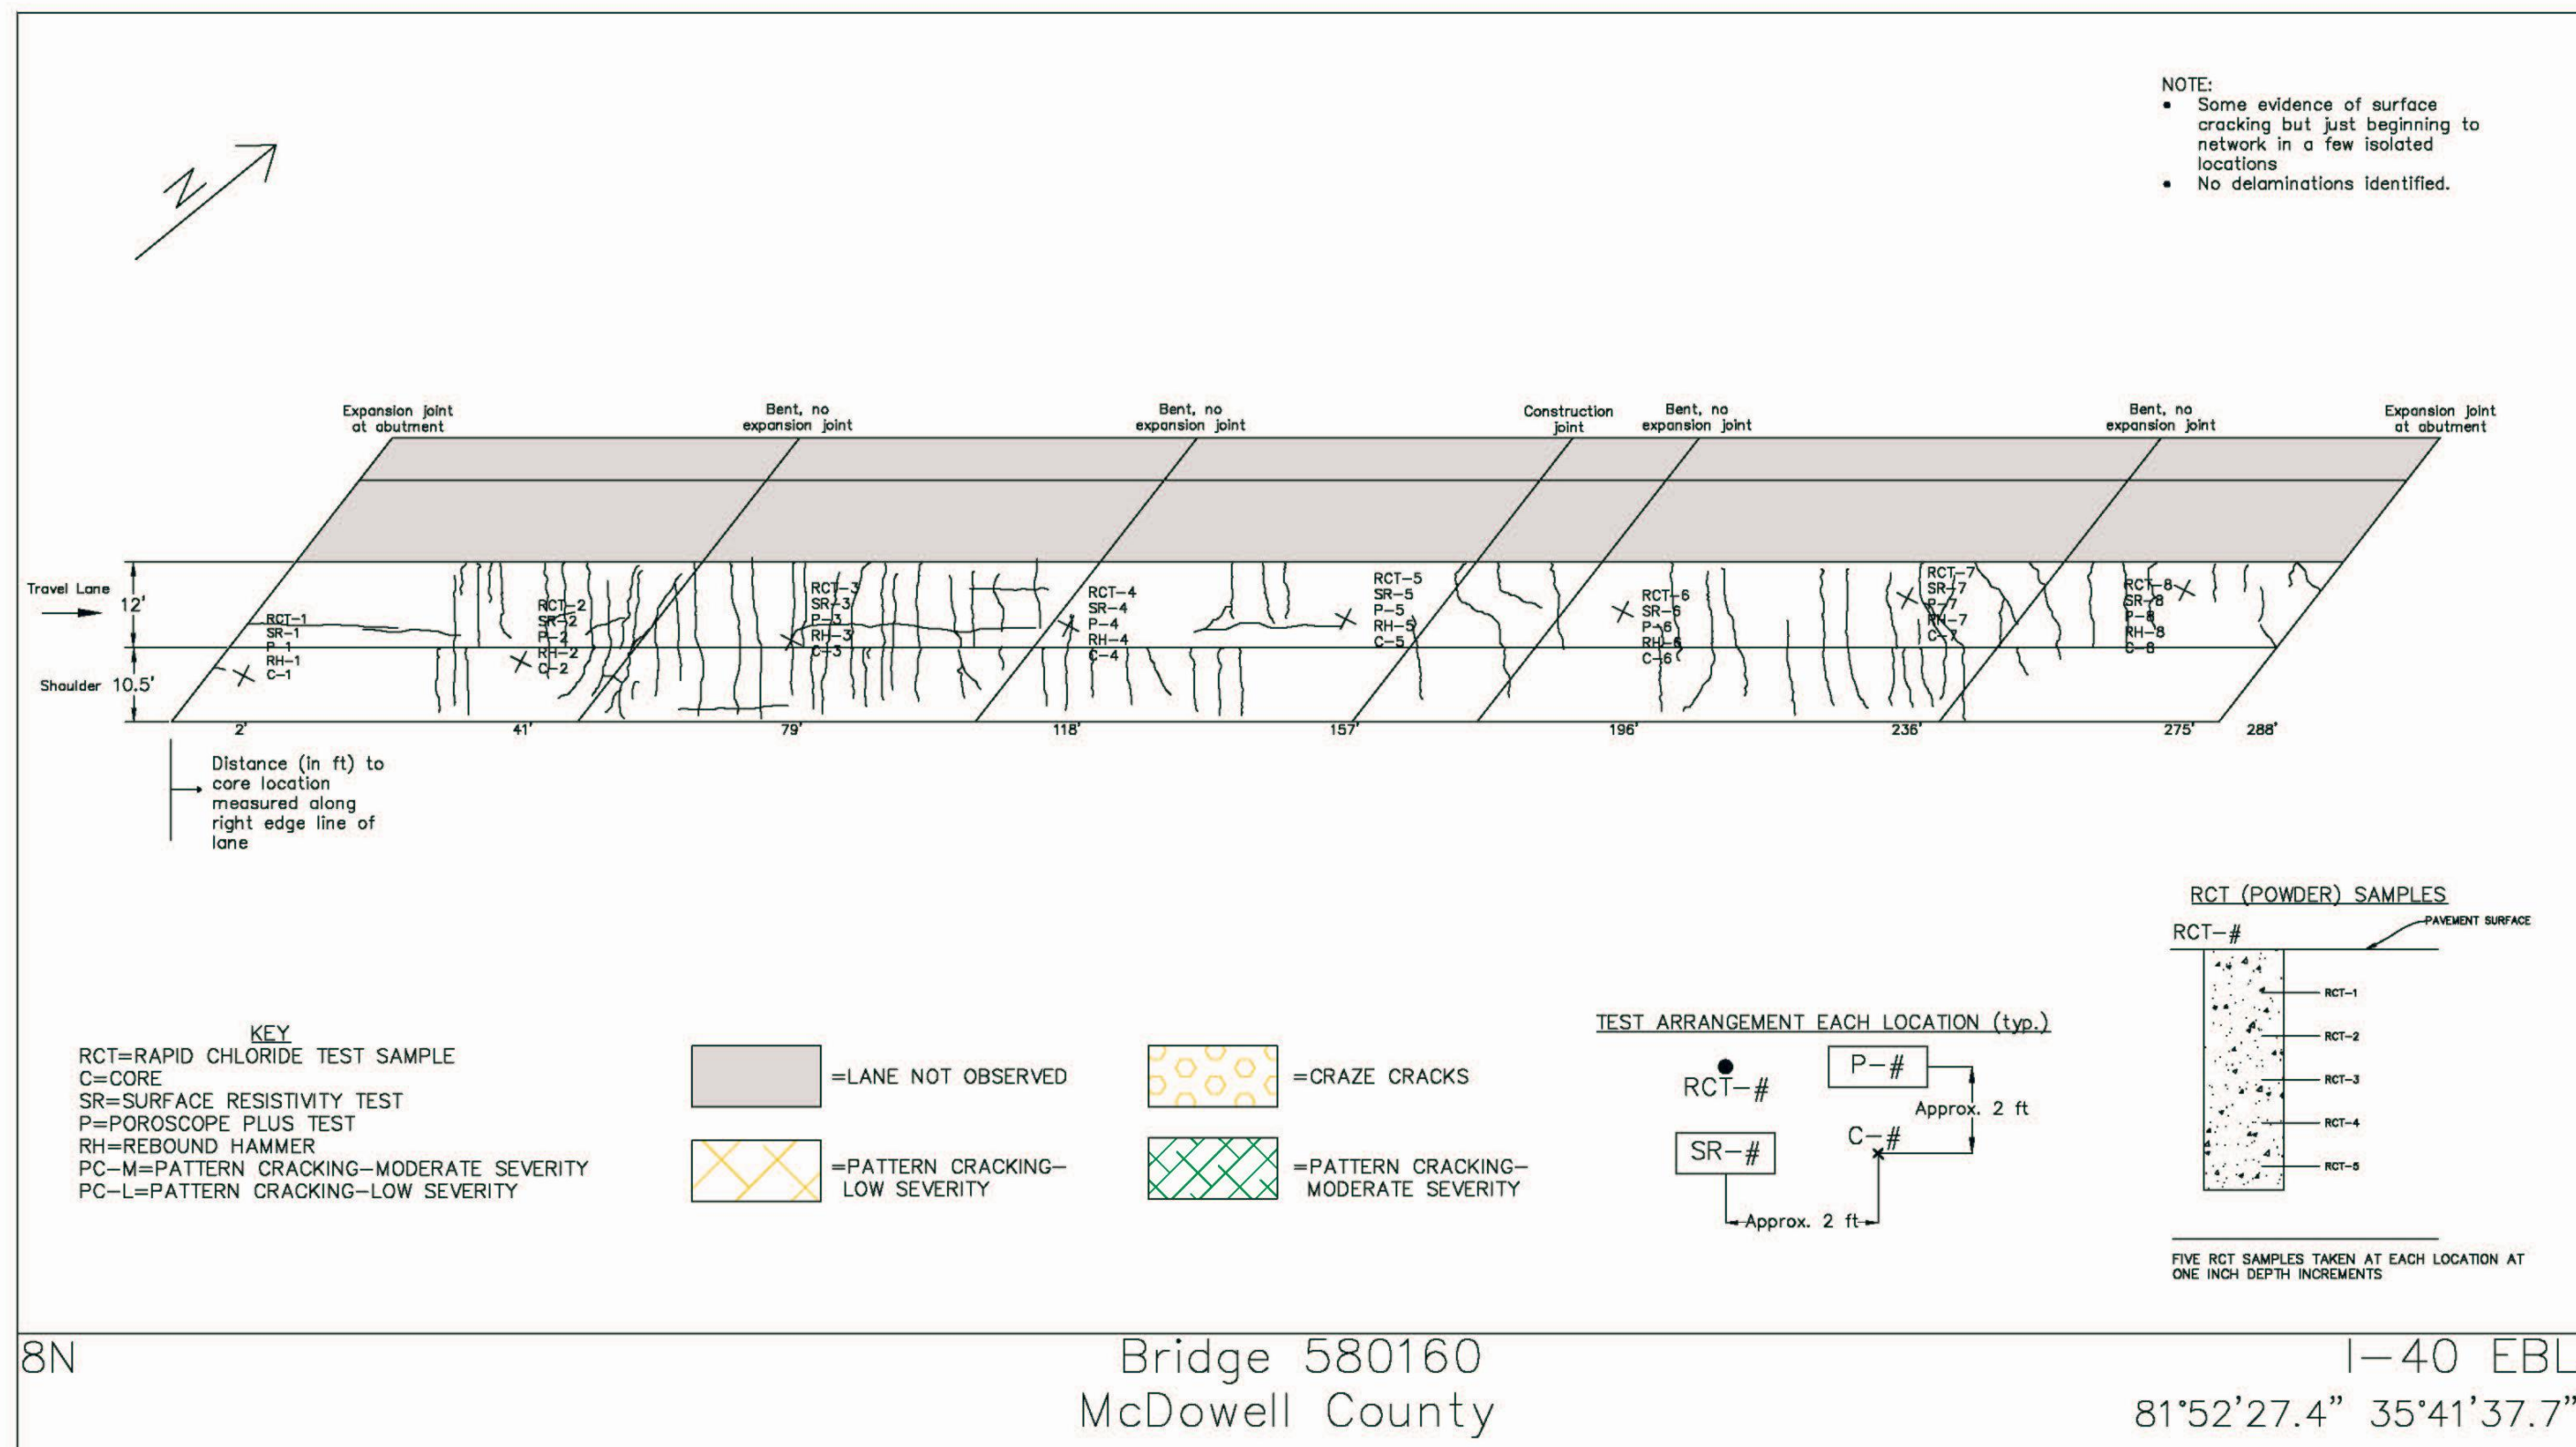 NOTE:
• Some evidence of surface
cracking but just beginning to
network in a few isolated
locations
• No delaminations identified.
N
Expansion joint
at abutment
Bent, no
expansion joint
Bent, no
expansion joint
Construction
joint
Bent, no
expansion joint
Bent, no
expansion joint
Expansion joint
at abutment
Travel Lane
12'
Shoulder 10.5'
RCT-1
SR-1
P-1
RH-1
C-1
RCT-2
SR-2
P-2
RH-2
C-2
RCT-3
SR-3
P-3
RH-3
C-3
RCT-4
SR-4
P-4
RH-4
C-4
RCT-5
SR-5
P-5
RH-5
C-5
RCT-6
SR-6
P-6
RH-6
C-6
RCT-7
SR-7
P-7
RH-7
C-7
RCT-8
SR-8
P-8
RH-8
C-8
2' 41' 79' 118' 157' 196' 236' 275' 288'
Distance (in ft) to
core location
measured along
right edge line of
lane
KEY
RCT=RAPID CHLORIDE TEST SAMPLE
C=CORE
SR=SURFACE RESISTIVITY TEST
P=POROSCOPE PLUS TEST
RH=REBOUND HAMMER
PC-M=PATTERN CRACKING-MODERATE SEVERITY
PC-L=PATTERN CRACKING-LOW SEVERITY
=LANE NOT OBSERVED
=PATTERN CRACKING-
LOW SEVERITY
=CRAZE CRACKS
=PATTERN CRACKING-
MODERATE SEVERITY
TEST ARRANGEMENT EACH LOCATION (typ.)
RCT-#
P-#
Approx. 2 ft
C-#
SR-#
Approx. 2 ft
RCT (POWDER) SAMPLES
PAVEMENT SURFACE
RCT-#
RCT-1
RCT-2
RCT-3
RCT-4
RCT-5
FIVE RCT SAMPLES TAKEN AT EACH LOCATION AT
ONE INCH DEPTH INCREMENTS
8N
Bridge 580160
McDowell County
I-40 EBL
81°52'27.4" 35°41'37.7"